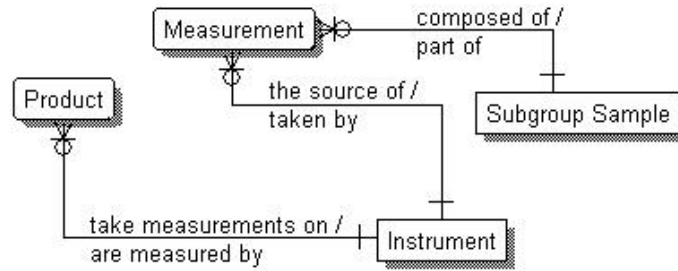 Measurement
composed of /
part of
Product
the source of /
taken by
Subgroup Sample
take measurements on /
are measured by
Instrument